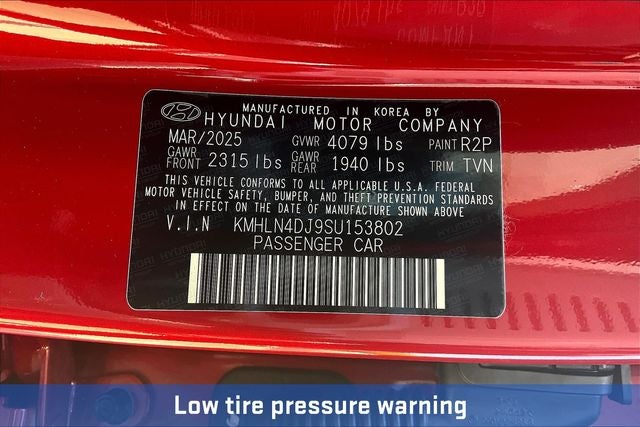 MANUFACTURED IN KOREA BY
HYUNDAI MOTOR COMPANY
MAR/2025 GVWR 4079 lbs PAINT R2P
GAWR FRONT 2315 lbs GAWR REAR 1940 lbs TRIM TVN
THIS VEHICLE CONFORMS TO ALL APPLICABLE U.S.A. FEDERAL
MOTOR VEHICLE SAFETY, BUMPER, AND THEFT PREVENTION STANDARDS
IN EFFECT ON THE DATE OF MANUFACTURE SHOWN ABOVE
V.I.N KMHLN4DJ9SU153802
PASSENGER CAR
Low tire pressure warning